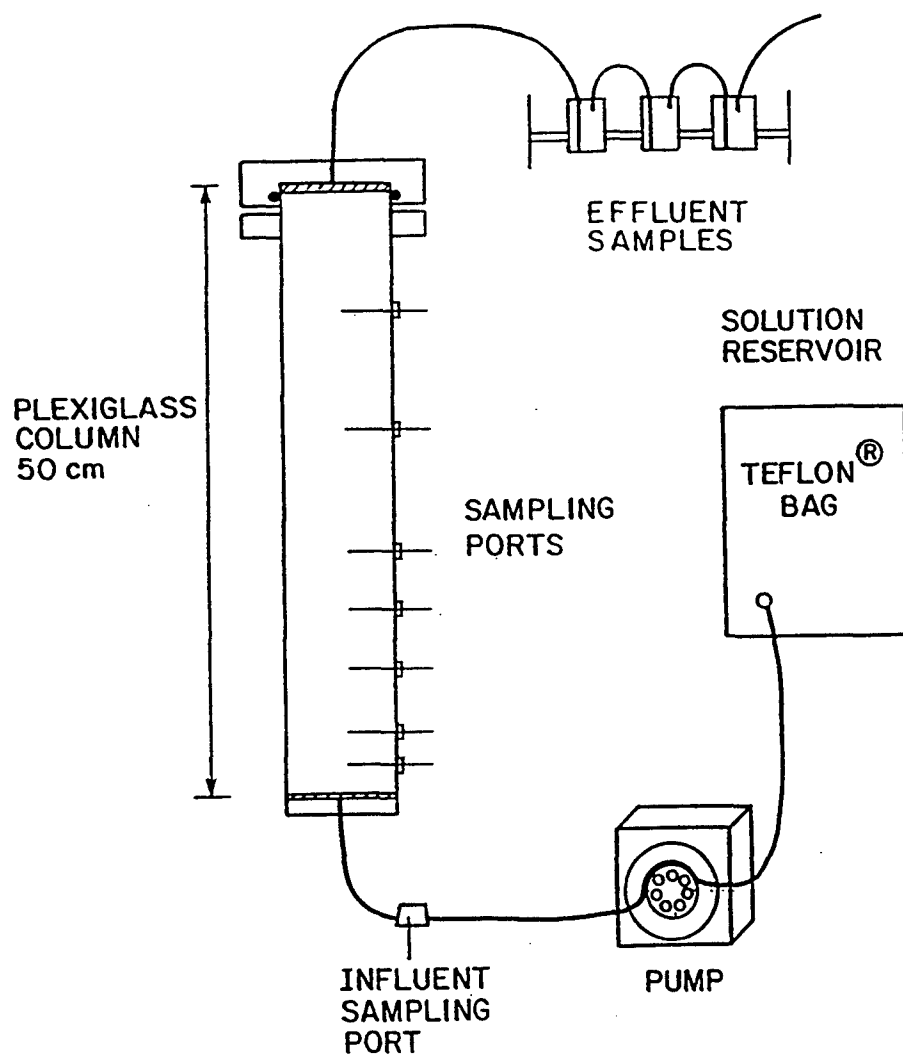 EFFLUENT
SAMPLES
SOLUTION
RESERVOIR
PLEXIGLASS
COLUMN
50 cm
TEFLON ®
BAG
SAMPLING
PORTS
INFLUENT
SAMPLING
PORT
PUMP